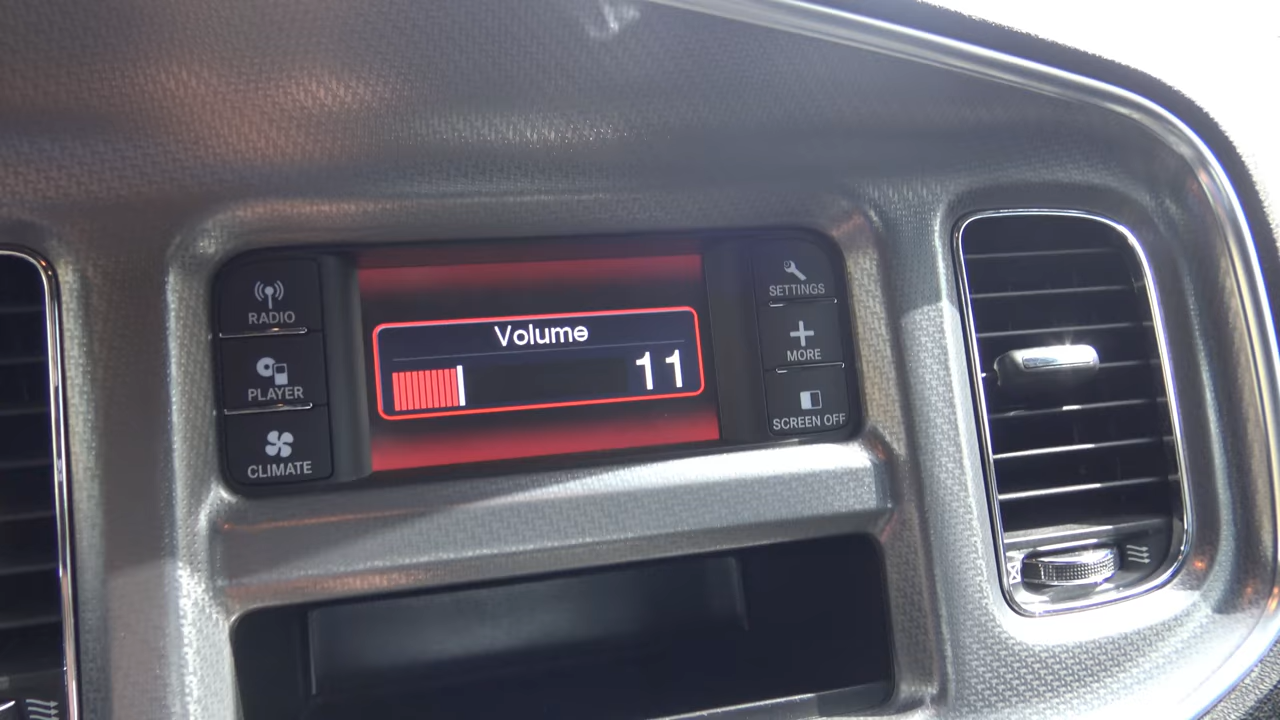 RADIO
PLAYER
CLIMATE
Volume
11
SETTINGS
MORE
SCREEN OFF